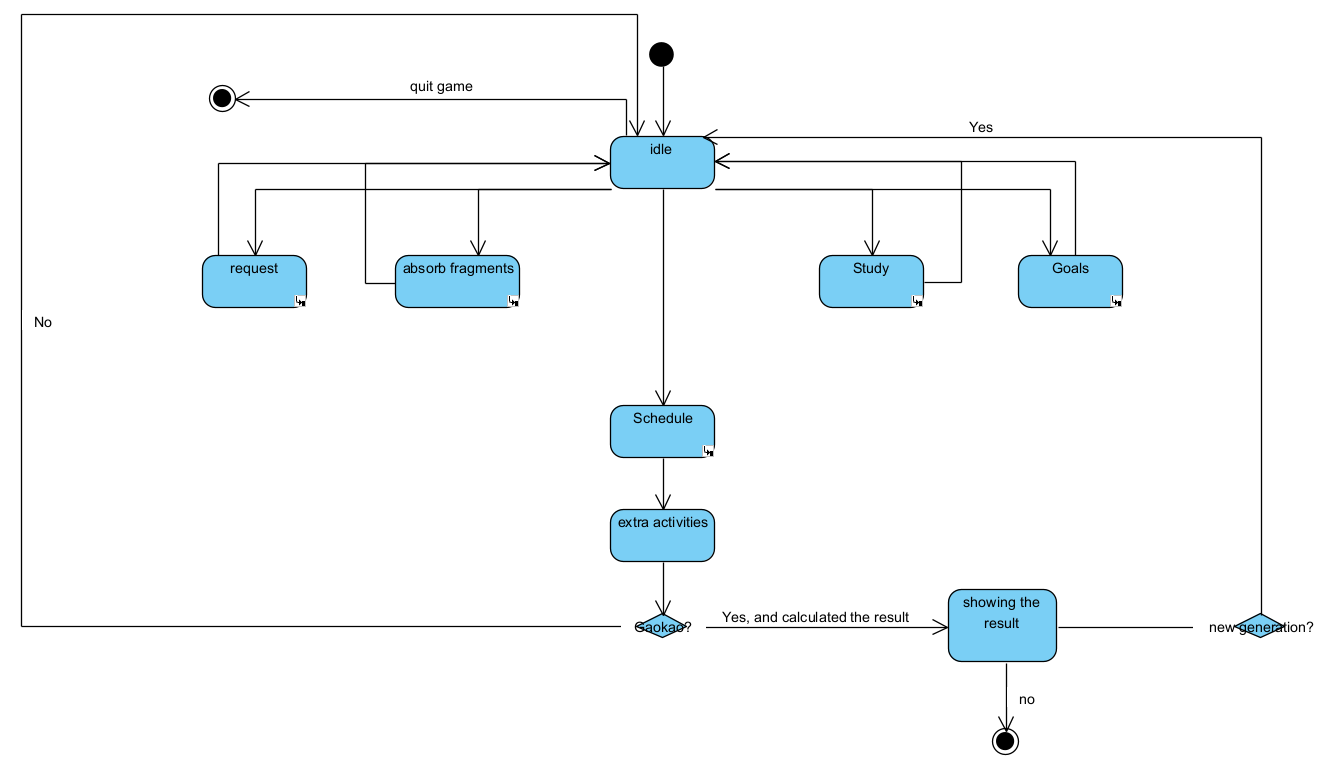 quit game
Yes
idle
request
absorb fragments
Study
Goals
No
Schedule
extra activities
showing the
result
Gaokao?
Yes, and calculated the result
new generation?
no